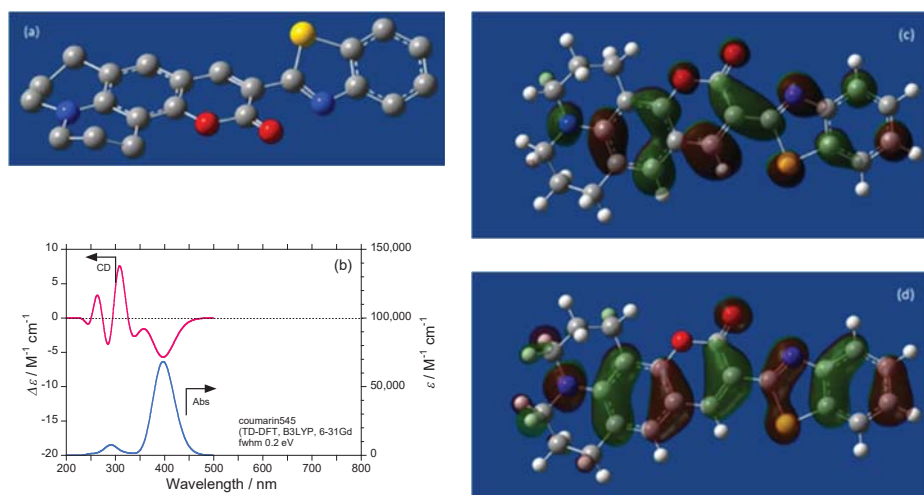 (a)
(c)
(b)
CD
Abs
10
5
0
-5
-10
-15
-20
Δε / M-1 cm-1
150,000
100,000
50,000
0
ε / M-1 cm-1
coumarin545
(TD-DFT, B3LYP, 6-31Gd
fwhm 0.2 eV
200 300 400 500 600 700 800
Wavelength / nm
(d)